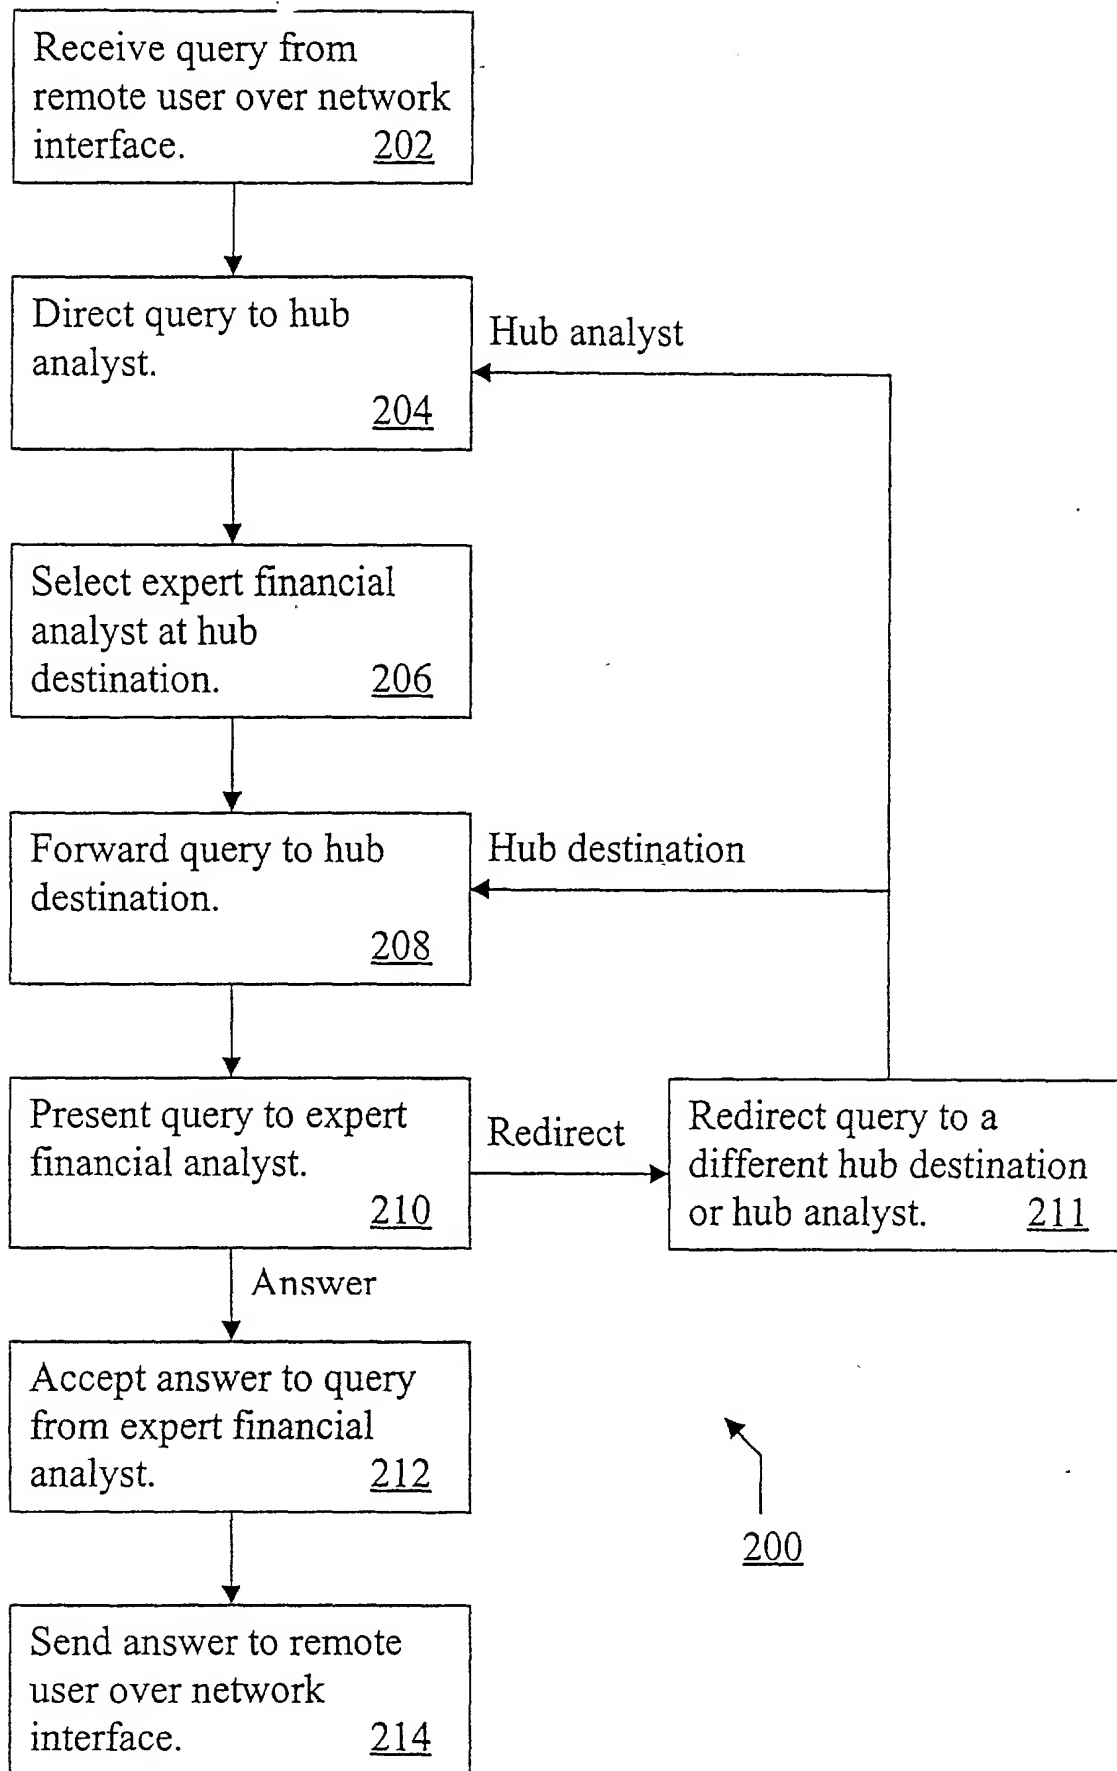 Receive query from
remote user over network
interface. 202
Direct query to hub
analyst.
204
Hub analyst
Select expert financial
analyst at hub
destination. 206
Forward query to hub
destination.
208
Hub destination
Present query to expert
financial analyst.
210
Redirect
Redirect query to a
different hub destination
or hub analyst. 211
Answer
Accept answer to query
from expert financial
analyst. 212
200
Send answer to remote
user over network
interface. 214